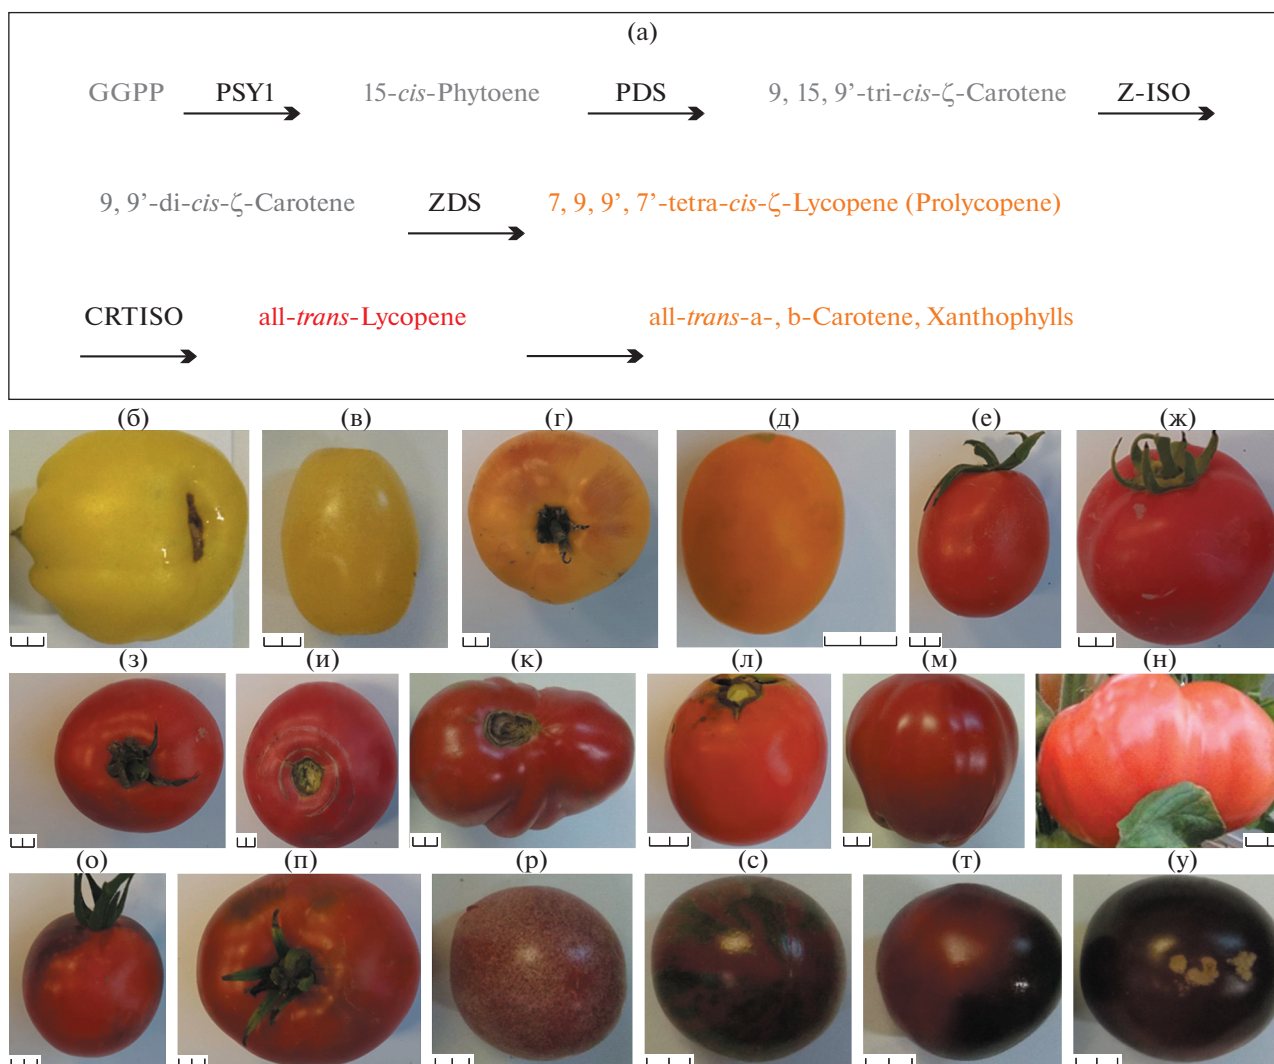 (а)
GGPP PSY1 15-cis-Phytoene PDS 9, 15, 9’-tri-cis-ζ-Carotene Z-ISO
9, 9’-di-cis-ζ-Carotene ZDS 7, 9, 9’, 7’-tetra-cis-ζ-Lycopene (Prolycopene)
CRTISO all-trans-Lycopene all-trans-a-, b-Carotene, Xanthophylls
(б) (в) (г) (д) (е) (ж)
(з) (и) (к) (л) (м) (н)
(о) (п) (р) (с) (т) (у)